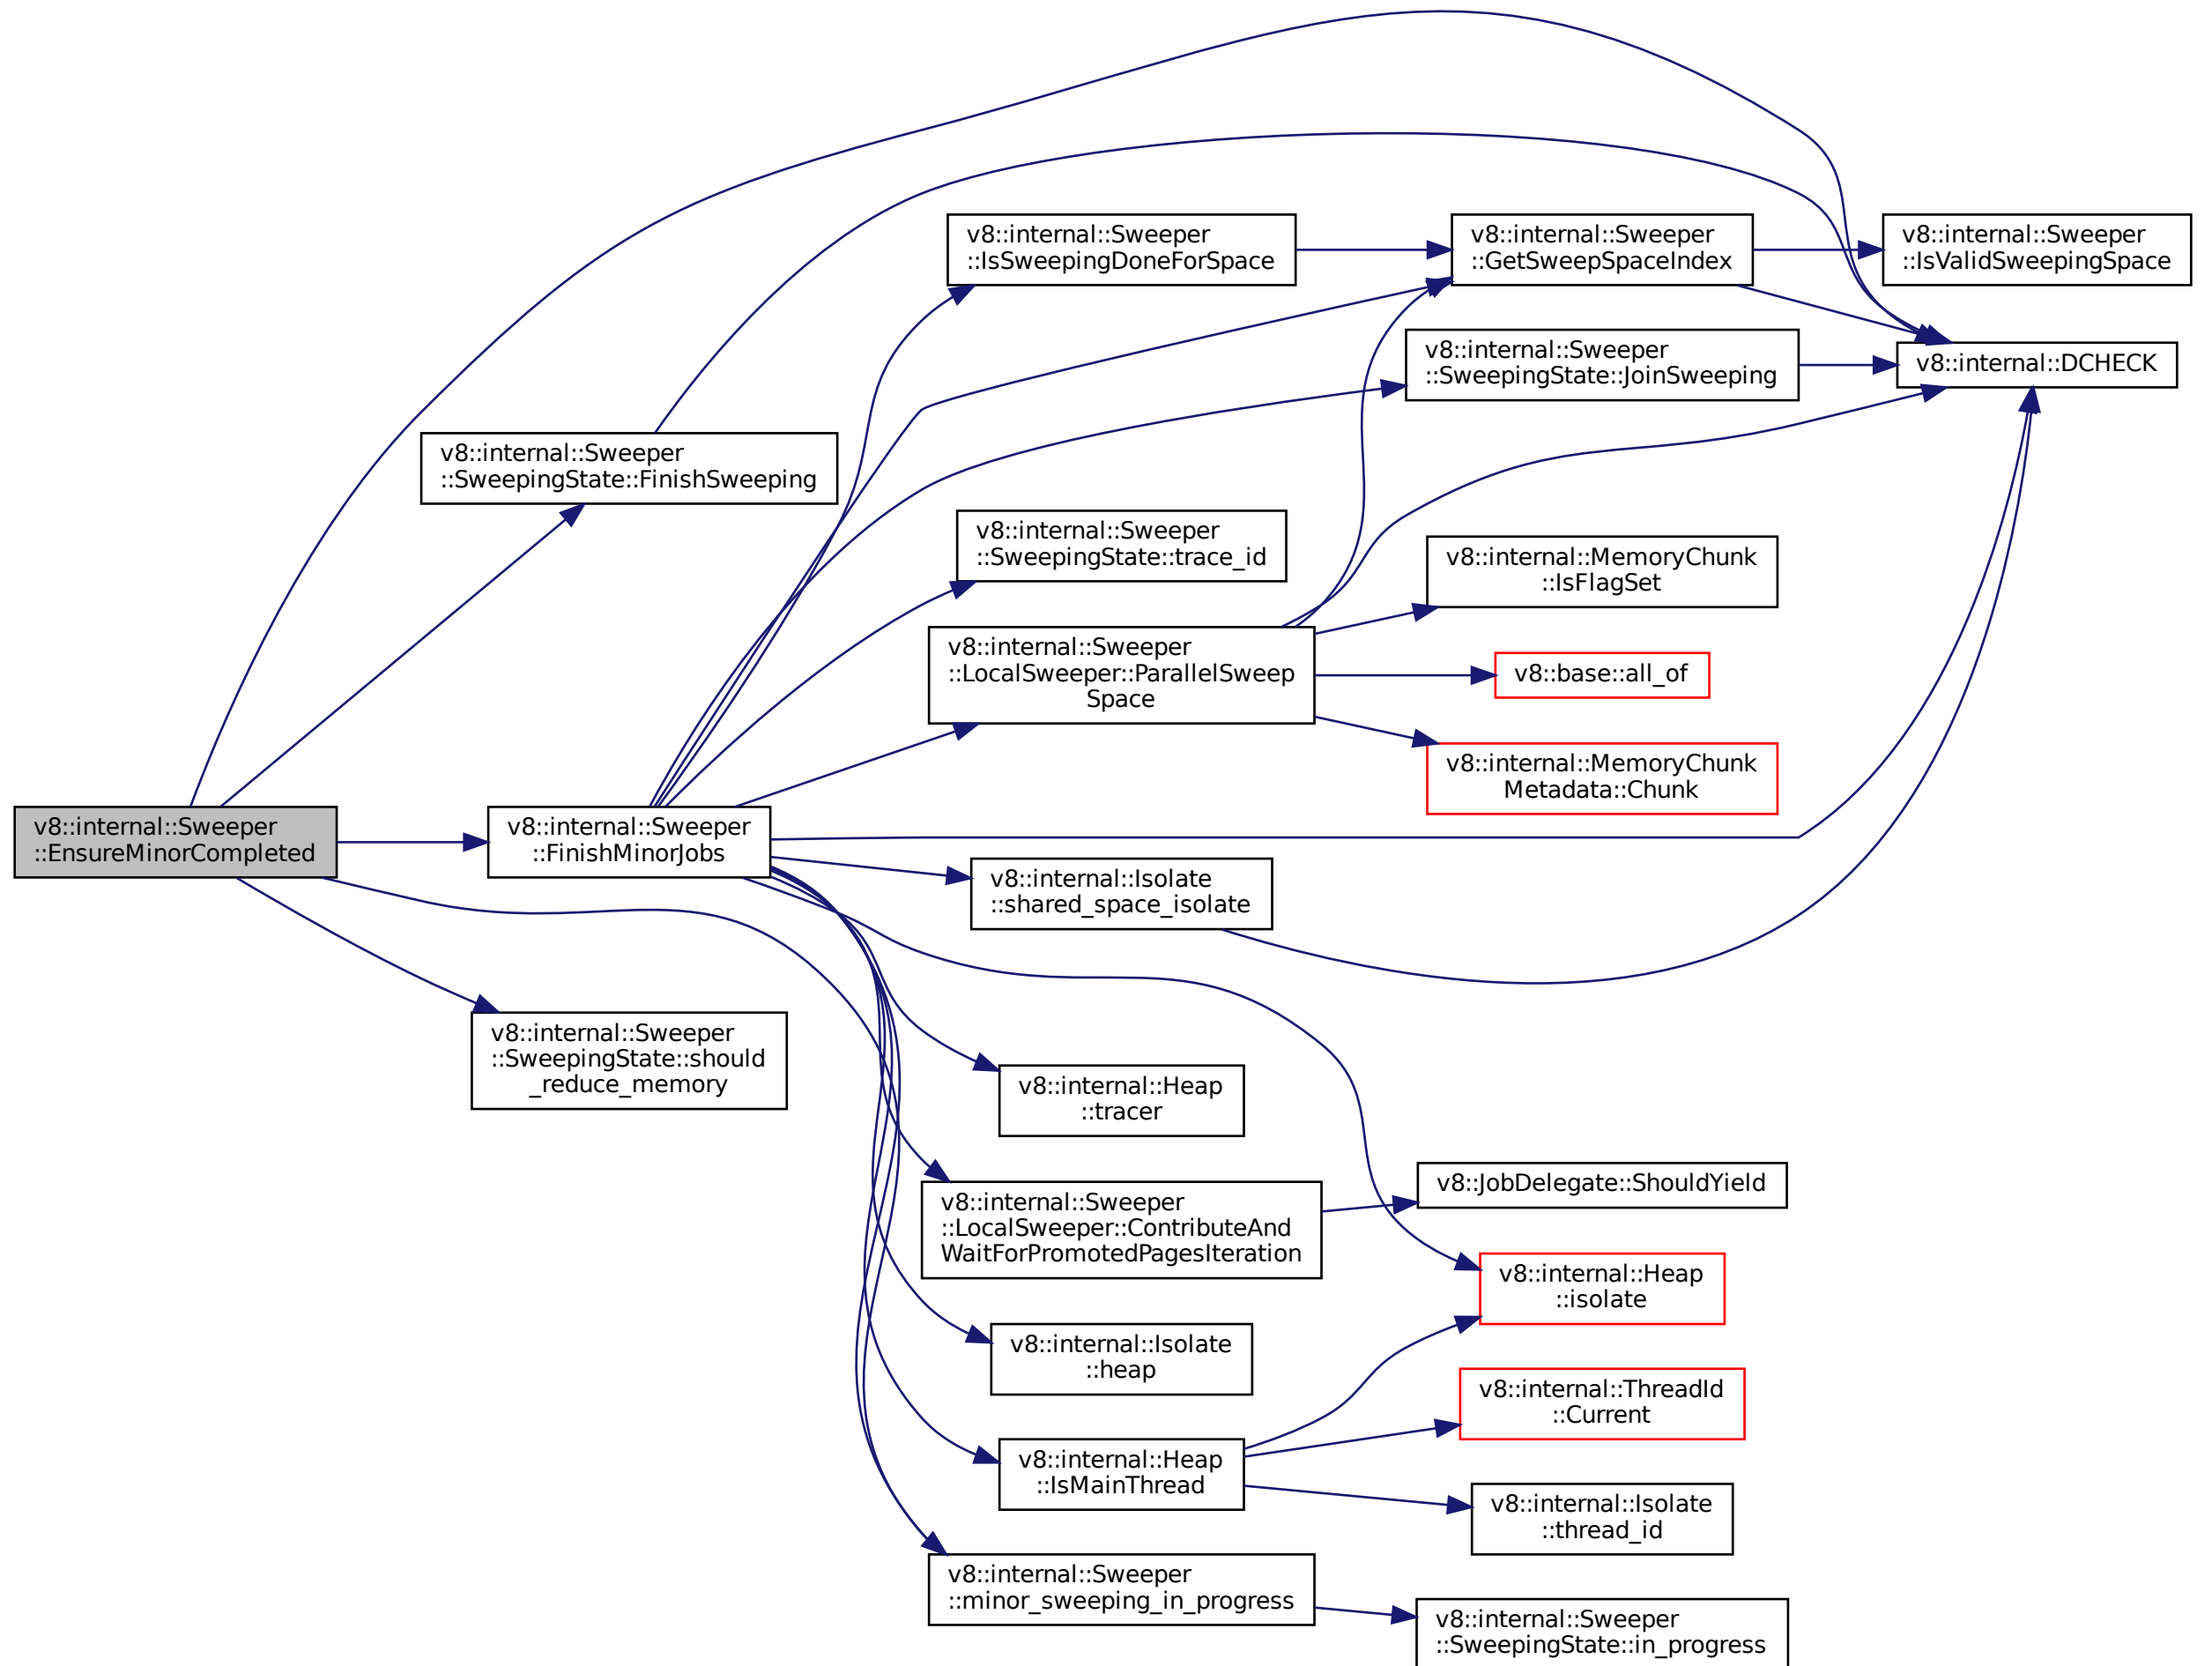 v8::internal::Sweeper
::IsSweepingDoneForSpace
v8::internal::Sweeper
::GetSweepSpaceIndex
v8::internal::Sweeper
::IsValidSweepingSpace
v8::internal::Sweeper
::SweepingState::JoinSweeping
v8::internal::DCHECK
v8::internal::Sweeper
::SweepingState::FinishSweeping
v8::internal::Sweeper
::SweepingState::trace_id
v8::internal::MemoryChunk
::IsFlagSet
v8::internal::Sweeper
::LocalSweeper::ParallelSweep
Space
v8::base::all_of
v8::internal::MemoryChunk
Metadata::Chunk
v8::internal::Sweeper
::EnsureMinorCompleted
v8::internal::Sweeper
::FinishMinorJobs
v8::internal::Isolate
::shared_space_isolate
v8::internal::Sweeper
::SweepingState::should
_reduce_memory
v8::internal::Heap
::tracer
v8::internal::Sweeper
::LocalSweeper::ContributeAnd
WaitForPromotedPagesIteration
v8::JobDelegate::ShouldYield
v8::internal::Heap
::isolate
v8::internal::Isolate
::heap
v8::internal::ThreadId
::Current
v8::internal::Heap
::IsMainThread
v8::internal::Isolate
::thread_id
v8::internal::Sweeper
::minor_sweeping_in_progress
v8::internal::Sweeper
::SweepingState::in_progress